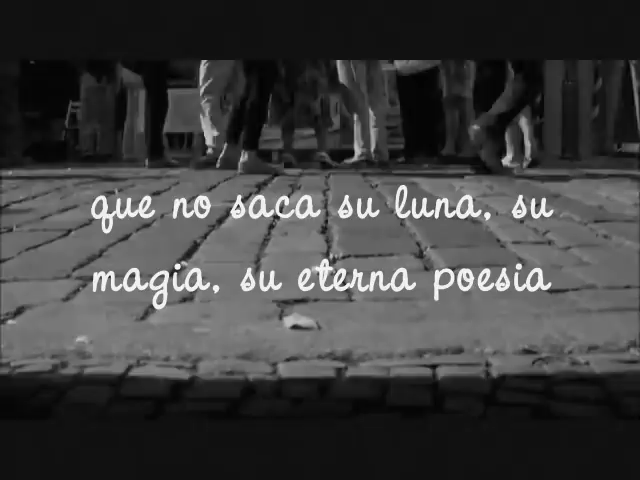 que no saca su luna, su
magia, su eterna poesia